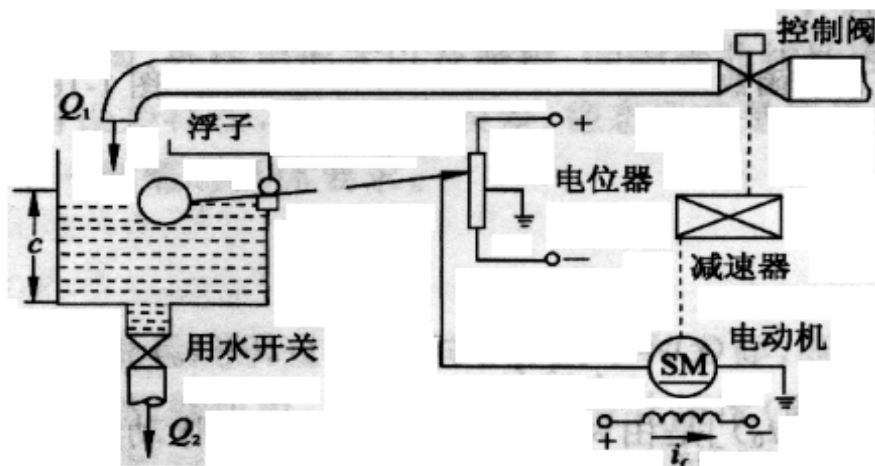 控制阀
Q₁
浮子
+
电位器
c
−
减速器
用水开关
电动机
SM
Q₂
+
−
i_f